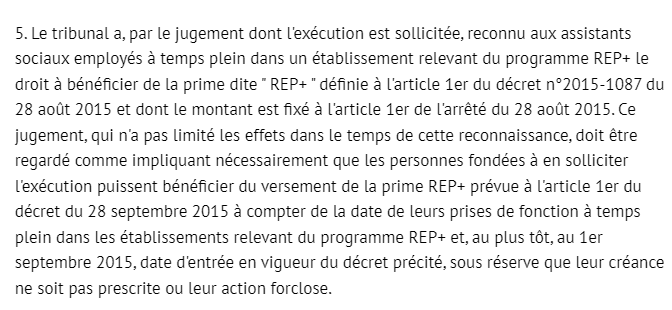 5. Le tribunal a, par le jugement dont l'exécution est sollicitée, reconnu aux assistants
sociaux employés à temps plein dans un établissement relevant du programme REP+ le
droit à bénéficier de la prime dite " REP+ " définie à l'article 1er du décret n°2015-1087 du
28 août 2015 et dont le montant est fixé à l'article 1er de l'arrêté du 28 août 2015. Ce
jugement, qui n'a pas limité les effets dans le temps de cette reconnaissance, doit être
regardé comme impliquant nécessairement que les personnes fondées à en solliciter
l'exécution puissent bénéficier du versement de la prime REP+ prévue à l'article 1er du
décret du 28 septembre 2015 à compter de la date de leurs prises de fonction à temps
plein dans les établissements relevant du programme REP+ et, au plus tôt, au 1er
septembre 2015, date d'entrée en vigueur du décret précité, sous réserve que leur créance
ne soit pas prescrite ou leur action forclose.